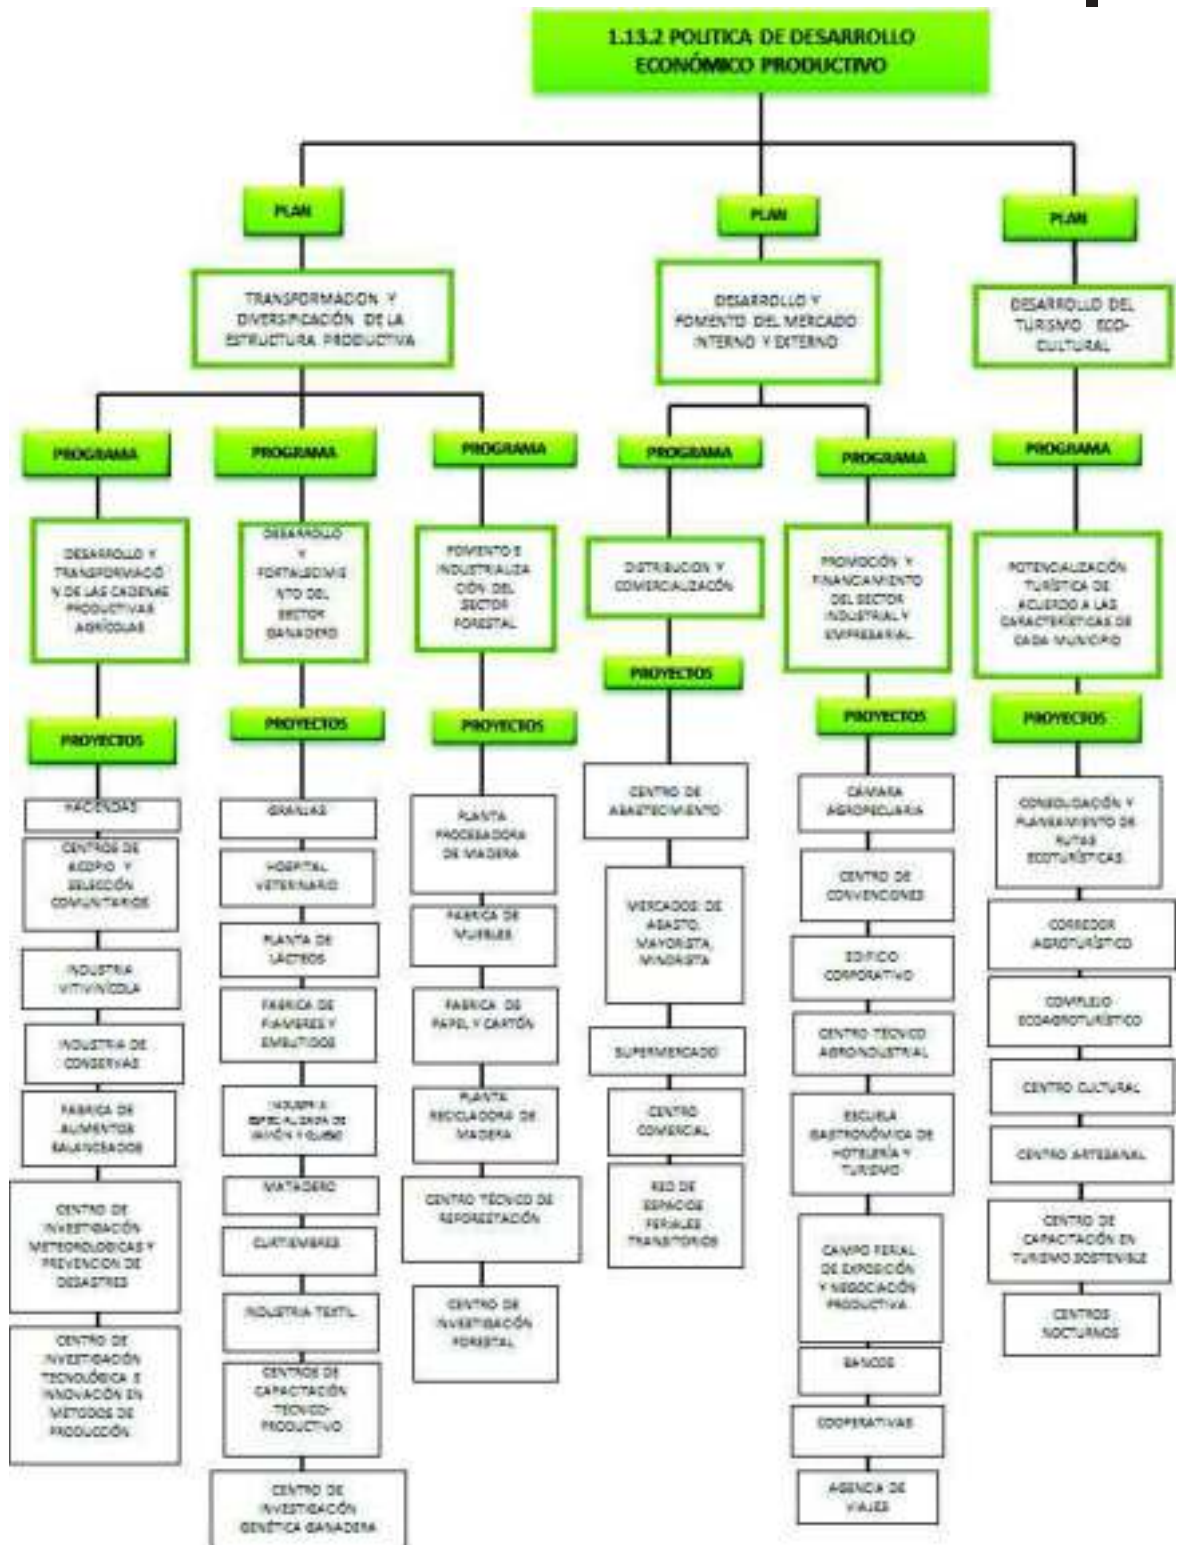 1.13.2 POLITICA DE DESARROLLO
ECONÓMICO PRODUCTIVO
PLAN
PLAN
PLAN
TRANSFORMACION Y
DIVERSIFICACIÓN DE LA
ESTRUCTURA PRODUCTIVA
DESARROLLO Y
FOMENTO DEL MERCADO
INTERNO Y EXTERNO
DESARROLLO DEL
TURISMO ECO-
CULTURAL
PROGRAMA
PROGRAMA
PROGRAMA
PROGRAMA
PROGRAMA
PROGRAMA
DESARROLLO Y
TRANSFORMACIÓ
N DE LAS CADENAS
PRODUCTIVAS
AGRÍCOLAS
DESARROLLO
Y
FORTALECIMIE
NTO DEL
SECTOR
GANADERO
FOMENTO E
INDUSTRIALIZA
CIÓN DEL
SECTOR
FORESTAL
DISTRIBUCION Y
COMERCIALIZACÓN
PROMOCIÓN Y
FINANCIAMIENTO
DEL SECTOR
INDUSTRIAL Y
EMPRESARIAL
POTENCIALIZACIÓN
TURÍSTICA DE
ACUERDO A LAS
CARACTERÍSTICAS DE
CADA MUNICIPIO
PROYECTOS
PROYECTOS
PROYECTOS
PROYECTOS
PROYECTOS
PROYECTOS
HACIENDAS
CENTROS DE
ACOPIO Y
SELECCIÓN
COMUNITARIOS
INDUSTRIA
VITIVINÍCOLA
INDUSTRIA DE
CONSERVAS
FABRICA DE
ALIMENTOS
BALANCEADOS
CENTRO DE
INVESTIGACIÓN
METEOROLOGICAS Y
PREVENCION DE
DESASTRES
CENTRO DE
INVESTIGACIÓN
TECNOLÓGICA E
INNOVACIÓN EN
METODOS DE
PRODUCCIÓN
GRANJAS
HOSPITAL
VETERINARIO
PLANTA DE
LÁCTEOS
FABRICA DE
FIAMBRES Y
EMBUTIDOS
INDUSTRIA
ESPECIALIZADA DE
JAMÓN Y QUESO
MATADERO
CURTIEMBRES
INDUSTRIA TEXTIL
CENTROS DE
CAPACITACIÓN
TECNICO-
PRODUCTIVO
CENTRO DE
INVESTIGACIÓN
GENÉTICA GANADERA
PLANTA
PROCESADORA
DE MADERA
FABRICA DE
MUEBLES
FABRICA DE
PAPEL Y CARTÓN
PLANTA
RECICLADORA DE
MADERA
CENTRO TÉCNICO DE
REFORESTACIÓN
CENTRO DE
INVESTIGACIÓN
FORESTAL
CENTRO DE
ABASTECIMIENTO
MERCADOS: DE
ABASTO,
MAYORISTA,
MINORISTA
SUPERMERCADO
CENTRO
COMERCIAL
RED DE
ESPACIOS
FERIALES
TRANSITORIOS
CÁMARA
AGROPECUARIA
CENTRO DE
CONVENCIONES
EDIFICIO
CORPORATIVO
CENTRO TÉCNICO
AGROINDUSTRIAL
ESCUELA
GASTRONÓMICA DE
HOTELERÍA Y
TURISMO
CAMPO FERIAL
DE EXPOSICIÓN
Y NEGOCIACIÓN
PRODUCTIVA.
BANCOS
COOPERATIVAS
AGENCIA DE
VIAJES
CONSOLIDACIÓN Y
PLANEAMIENTO DE
RUTAS
ECOTURÍSTICAS.
CORREDOR
AGROTURÍSTICO
COMPLEJO
ECOAGROTURÍSTICO
CENTRO CULTURAL
CENTRO ARTESANAL
CENTRO DE
CAPACITACIÓN EN
TURISMO SOSTENIBLE
CENTROS
NOCTURNOS